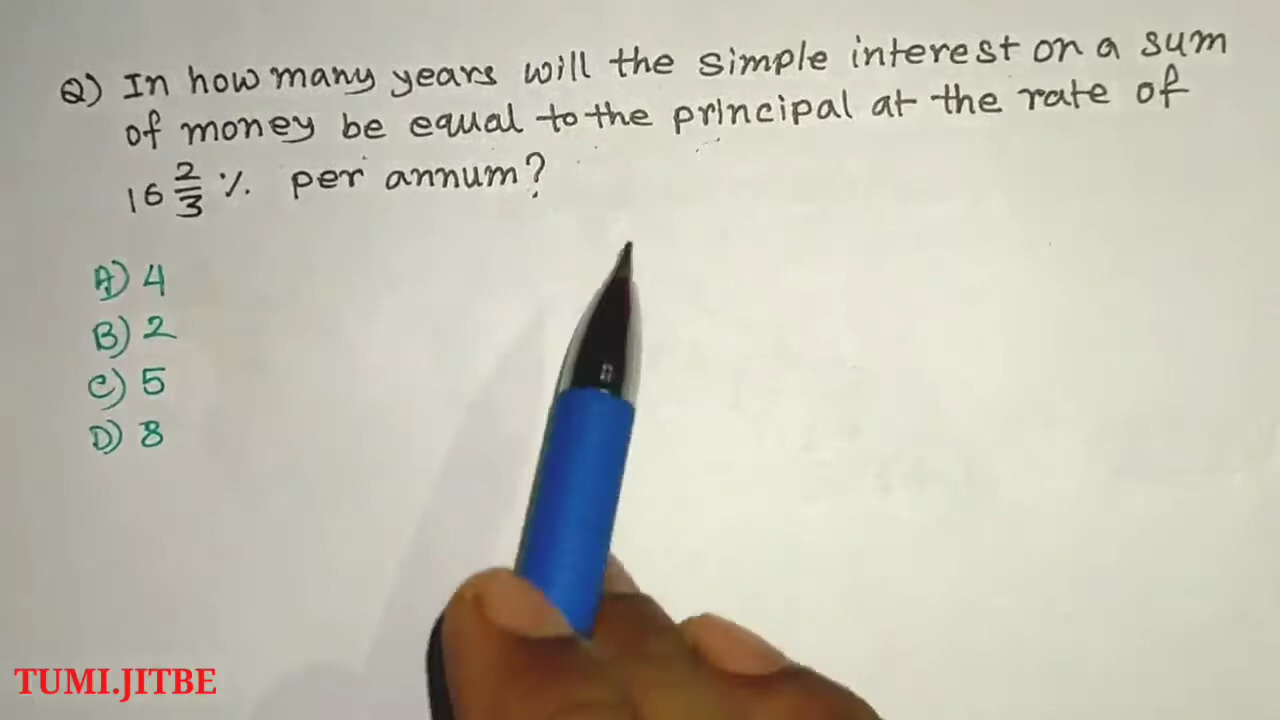 Q) In how many years will the simple interest on a sum
of money be equal to the principal at the rate of
16 2/3 % per annum?
A) 4
B) 2
C) 5
D) 8
TUMI.JITBE